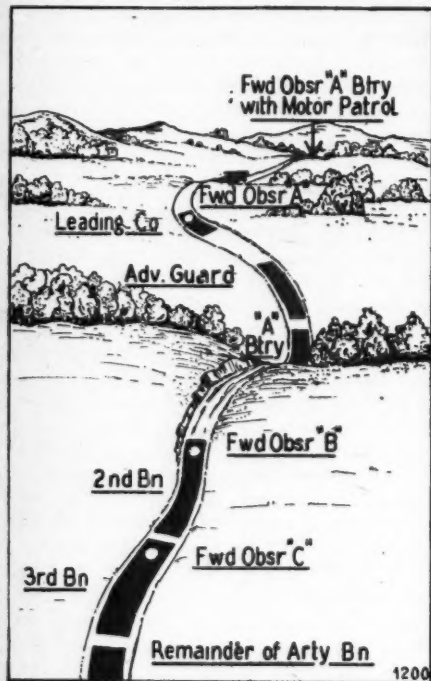 Fwd Obsr "A" Btry
with Motor Patrol
Fwd Obsr "A"
Leading Co
Adv. Guard
"A"
Btry
Fwd Obsr "B"
2nd Bn
Fwd Obsr "C"
3rd Bn
Remainder of Arty Bn
1200